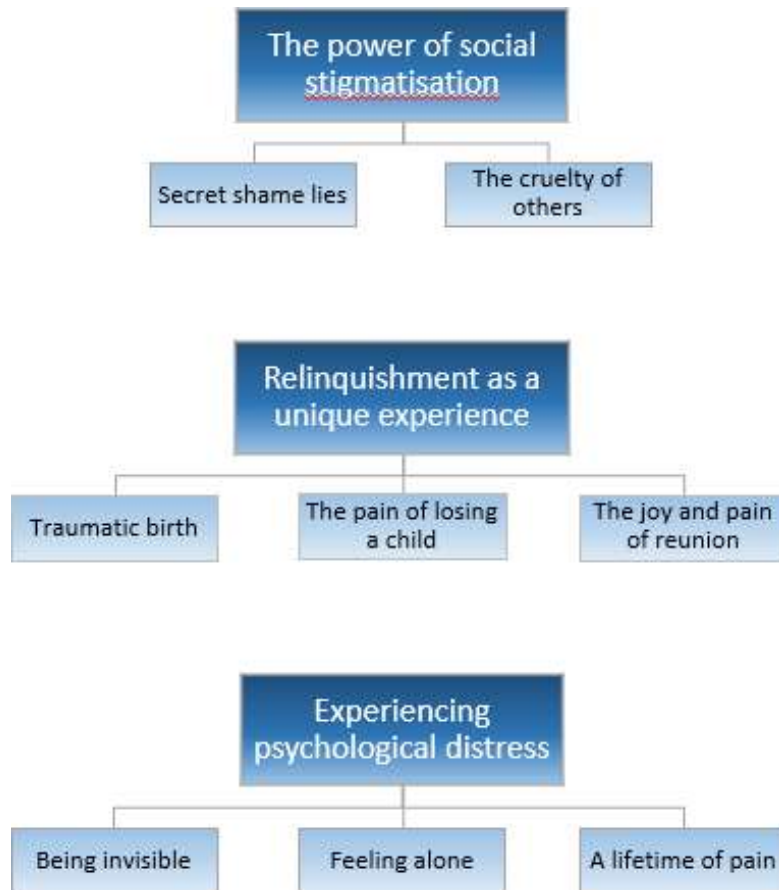 The power of social
stigmatisation
Secret shame lies
The cruelty of
others
Relinquishment as a
unique experience
Traumatic birth
The pain of losing
a child
The joy and pain
of reunion
Experiencing
psychological distress
Being invisible
Feeling alone
A lifetime of pain